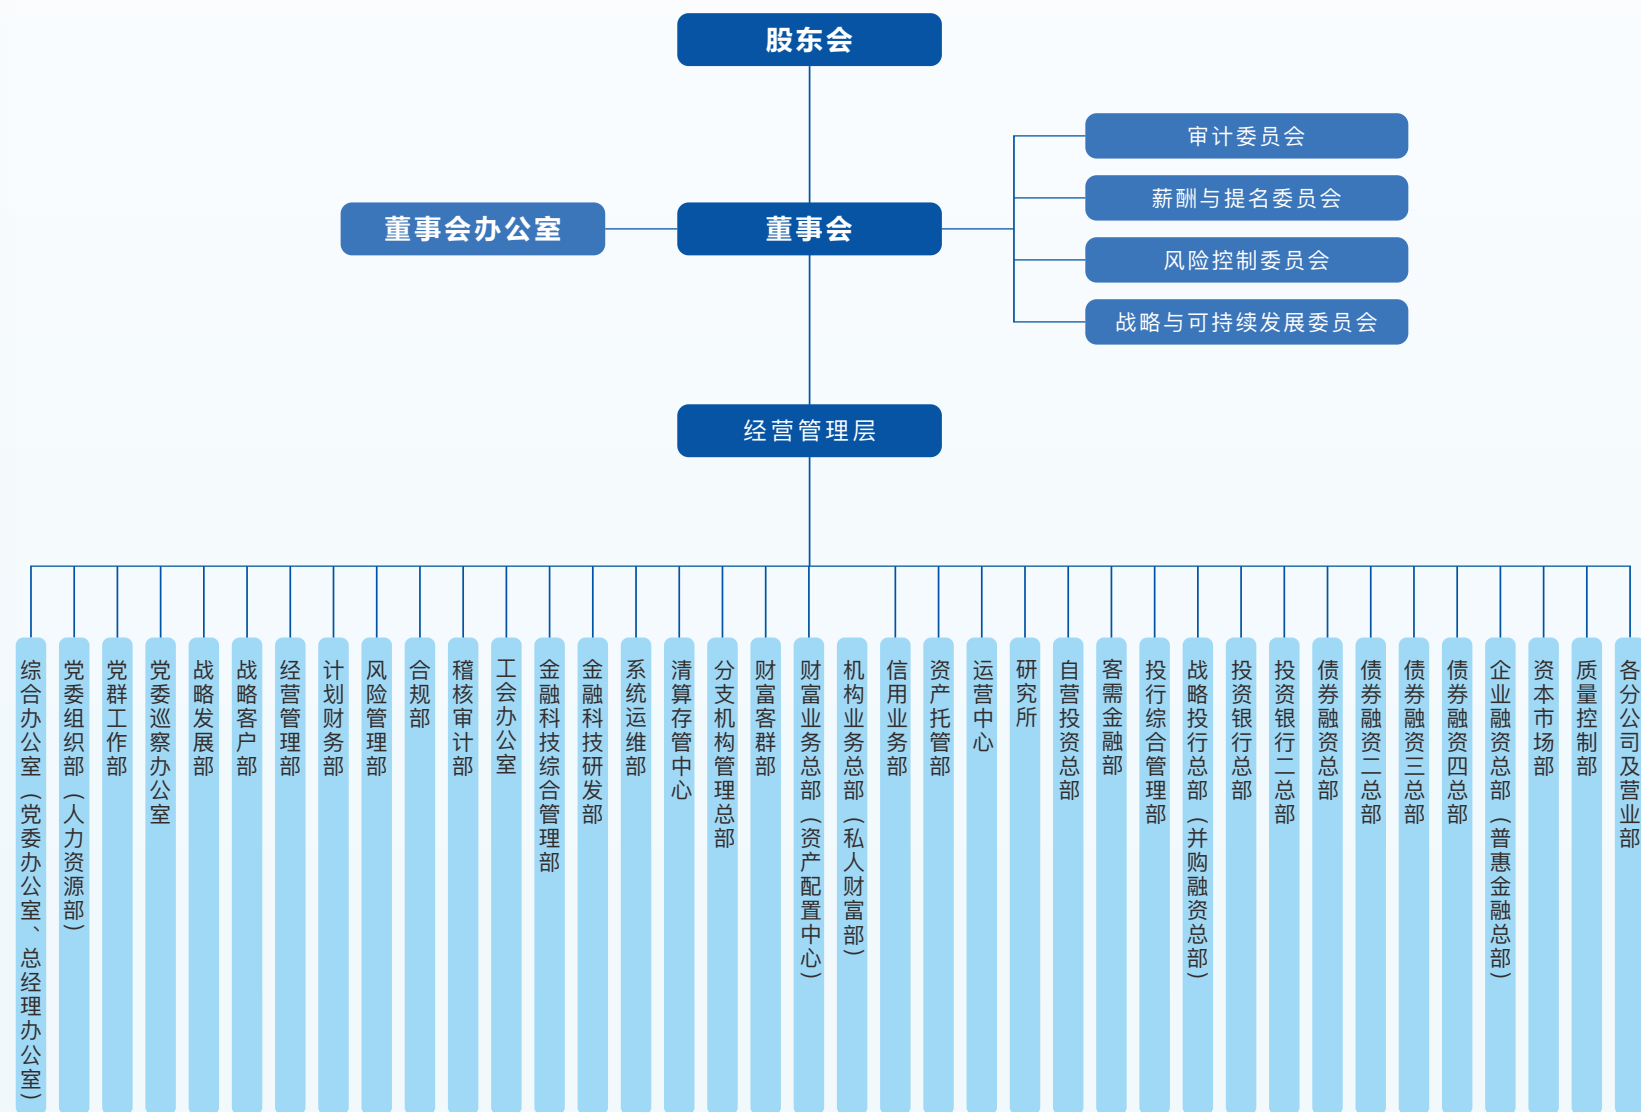 股东会
审计委员会
薪酬与提名委员会
董事会办公室
董事会
风险控制委员会
战略与可持续发展委员会
经营管理层
综合办公室（党委办公室、总经理办公室）
党委组织部（人力资源部）
党群工作部
党委巡察办公室
战略发展部
战略客户部
经营管理部
计划财务部
风险管理部
合规部
稽核审计部
工会办公室
金融科技综合管理部
金融科技研发部
系统运维部
清算存管中心
分支机构管理总部
财富客群部
财富业务总部（资产配置中心）
机构业务总部（私人财富部）
信用业务部
资产托管部
运营中心
研究所
自营投资总部
客需金融部
投行综合管理部
战略投行总部（并购融资总部）
投资银行总部
投资银行二总部
债券融资总部
债券融资二总部
债券融资三总部
债券融资四总部
企业融资总部（普惠金融总部）
资本市场部
质量控制部
各分公司及营业部